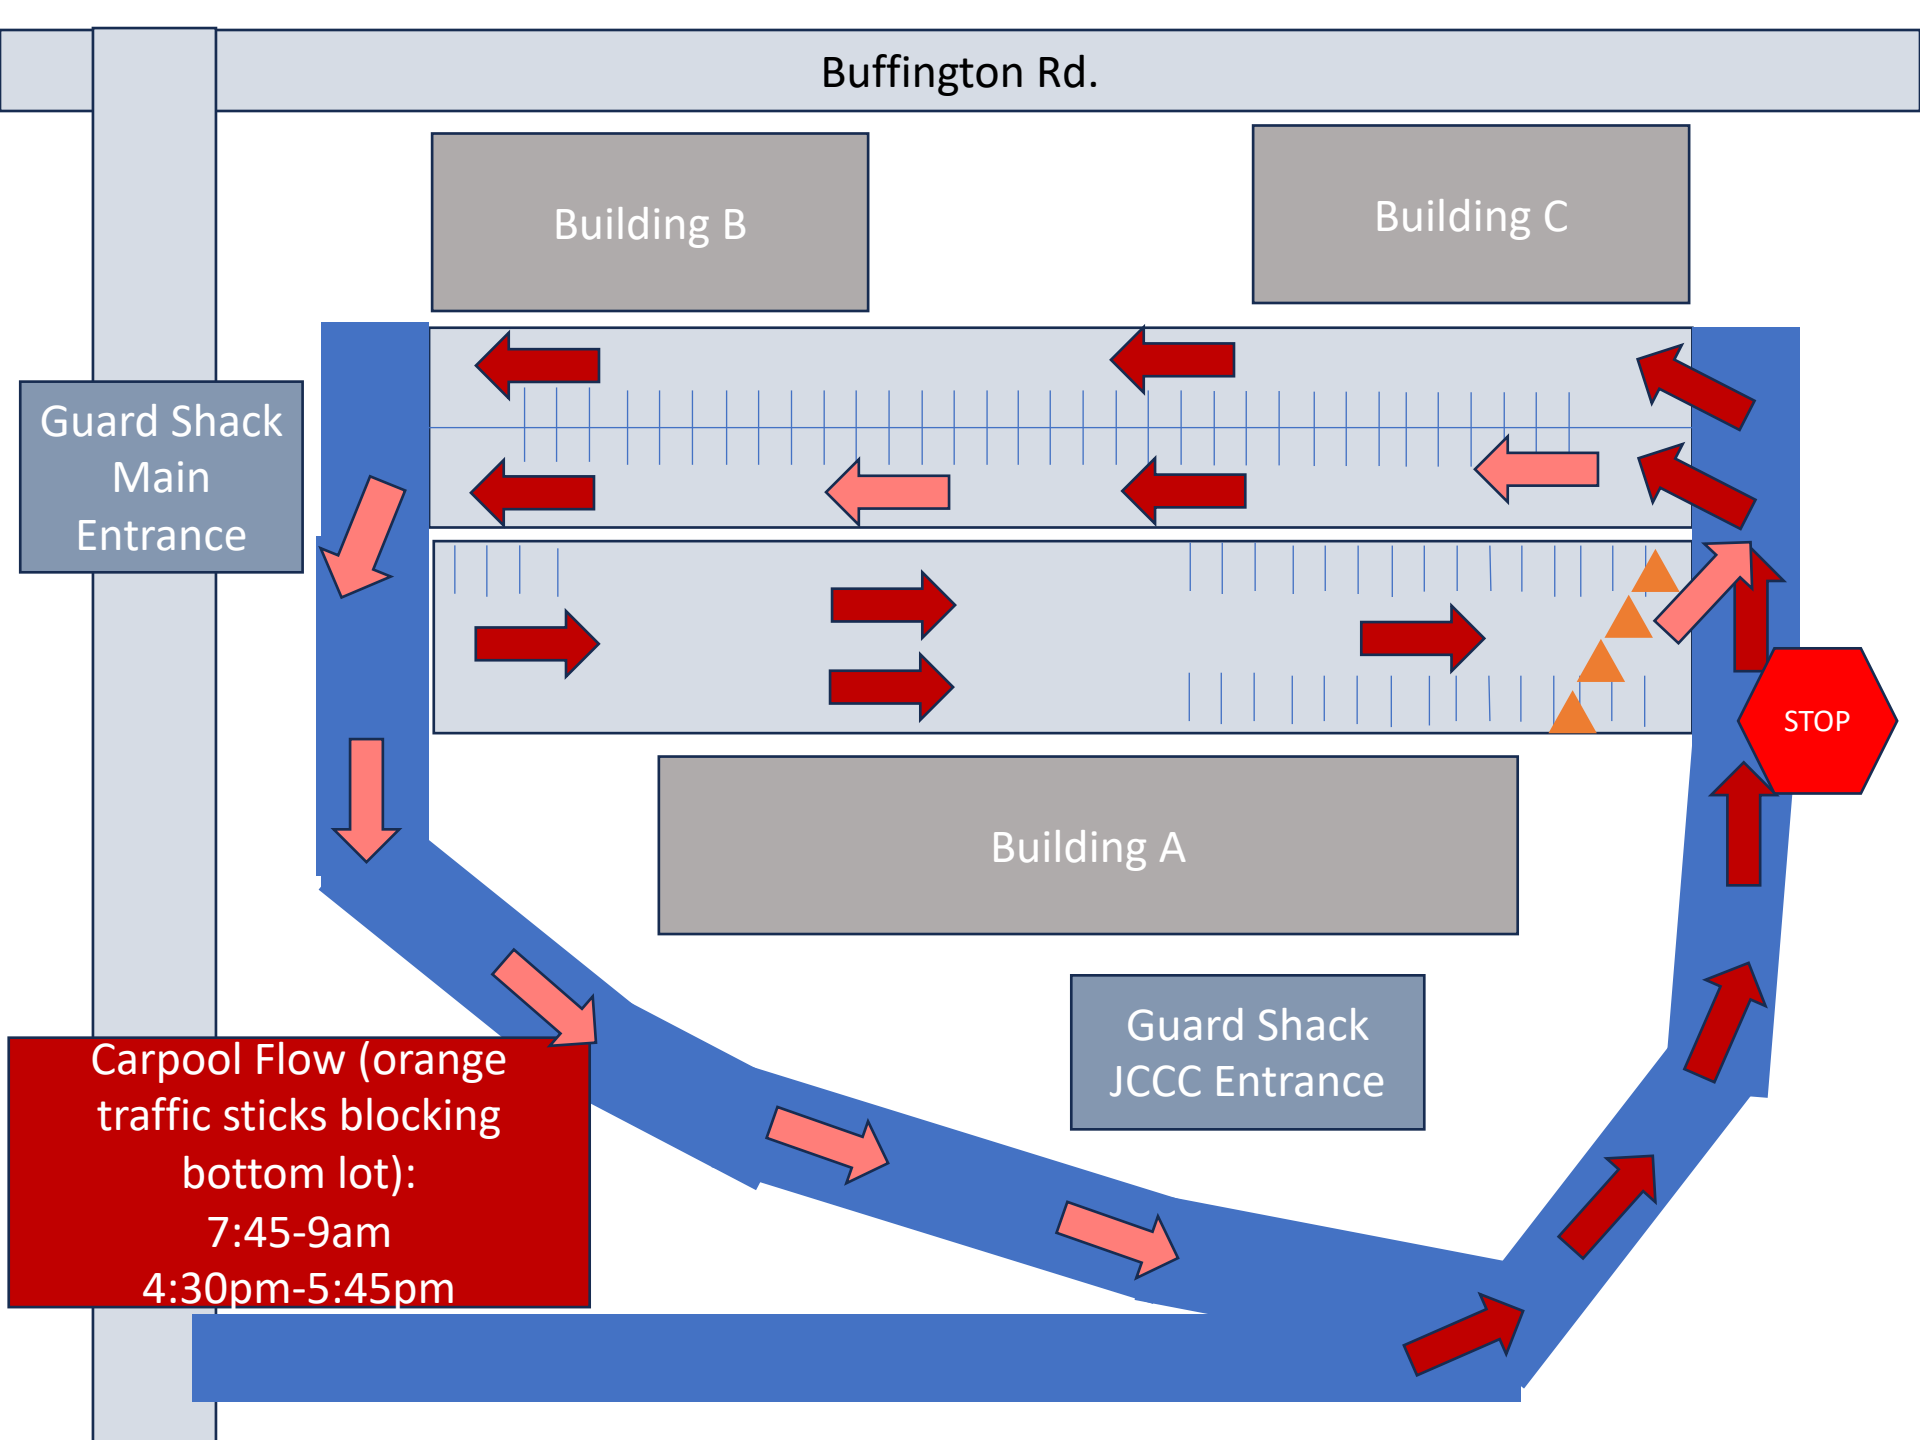 Buffington Rd.
Building B
Building C
Guard Shack
Main
Entrance
STOP
Building A
Guard Shack
JCCC Entrance
Carpool Flow (orange
traffic sticks blocking
bottom lot):
7:45-9am
4:30pm-5:45pm